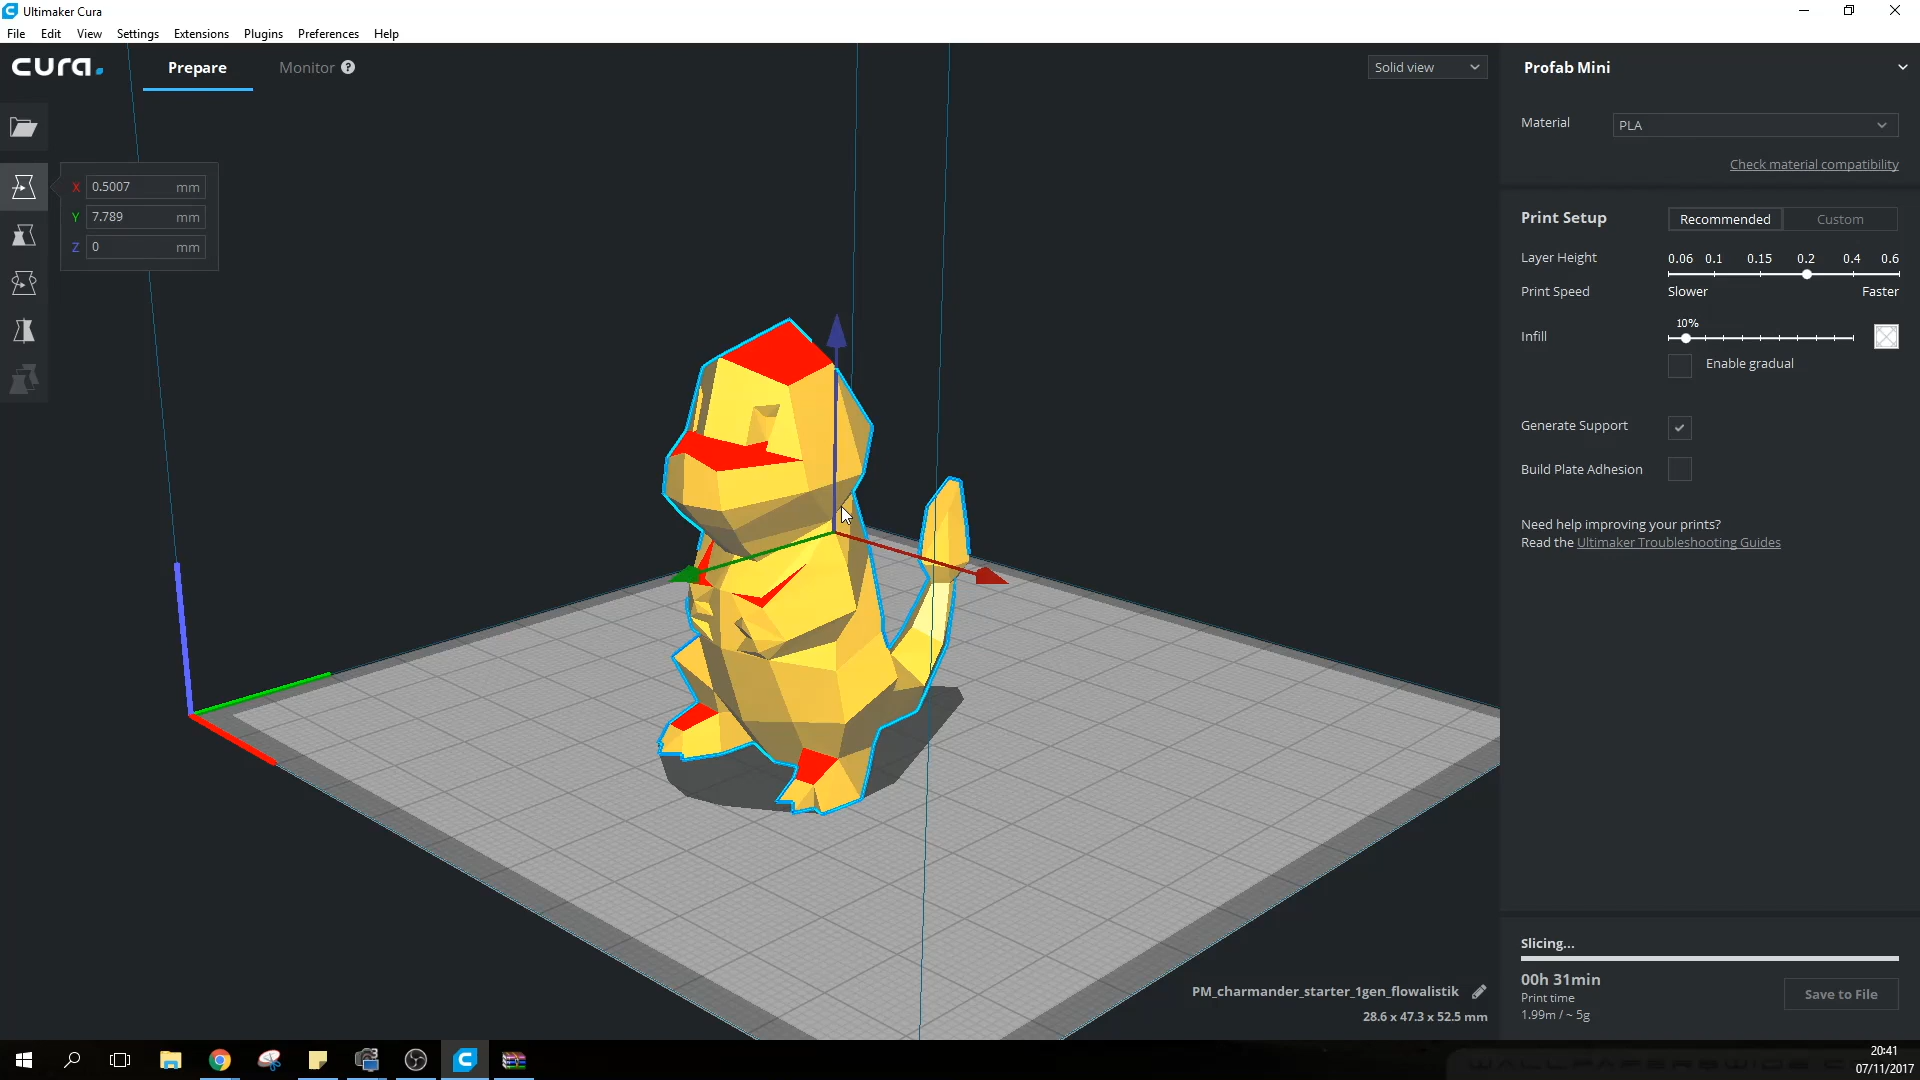 Ultimaker Cura
File Edit View Settings Extensions Plugins Preferences Help
cura. Prepare Monitor ? Solid view Profab Mini
Material PLA
Check material compatibility
X 0.5007 mm
Y 7.789 mm
Z 0 mm
Print Setup Recommended Custom
Layer Height 0.06 0.1 0.15 0.2 0.4 0.6
Print Speed Slower Faster
10%
Infill
Enable gradual
Generate Support
Build Plate Adhesion
Need help improving your prints?
Read the Ultimaker Troubleshooting Guides
Slicing...
00h 31min
Print time
1.99m / ~ 5g
Save to File
PM_charmander_starter_1gen_flowalistik
28.6 x 47.3 x 52.5 mm
20:41
07/11/2017